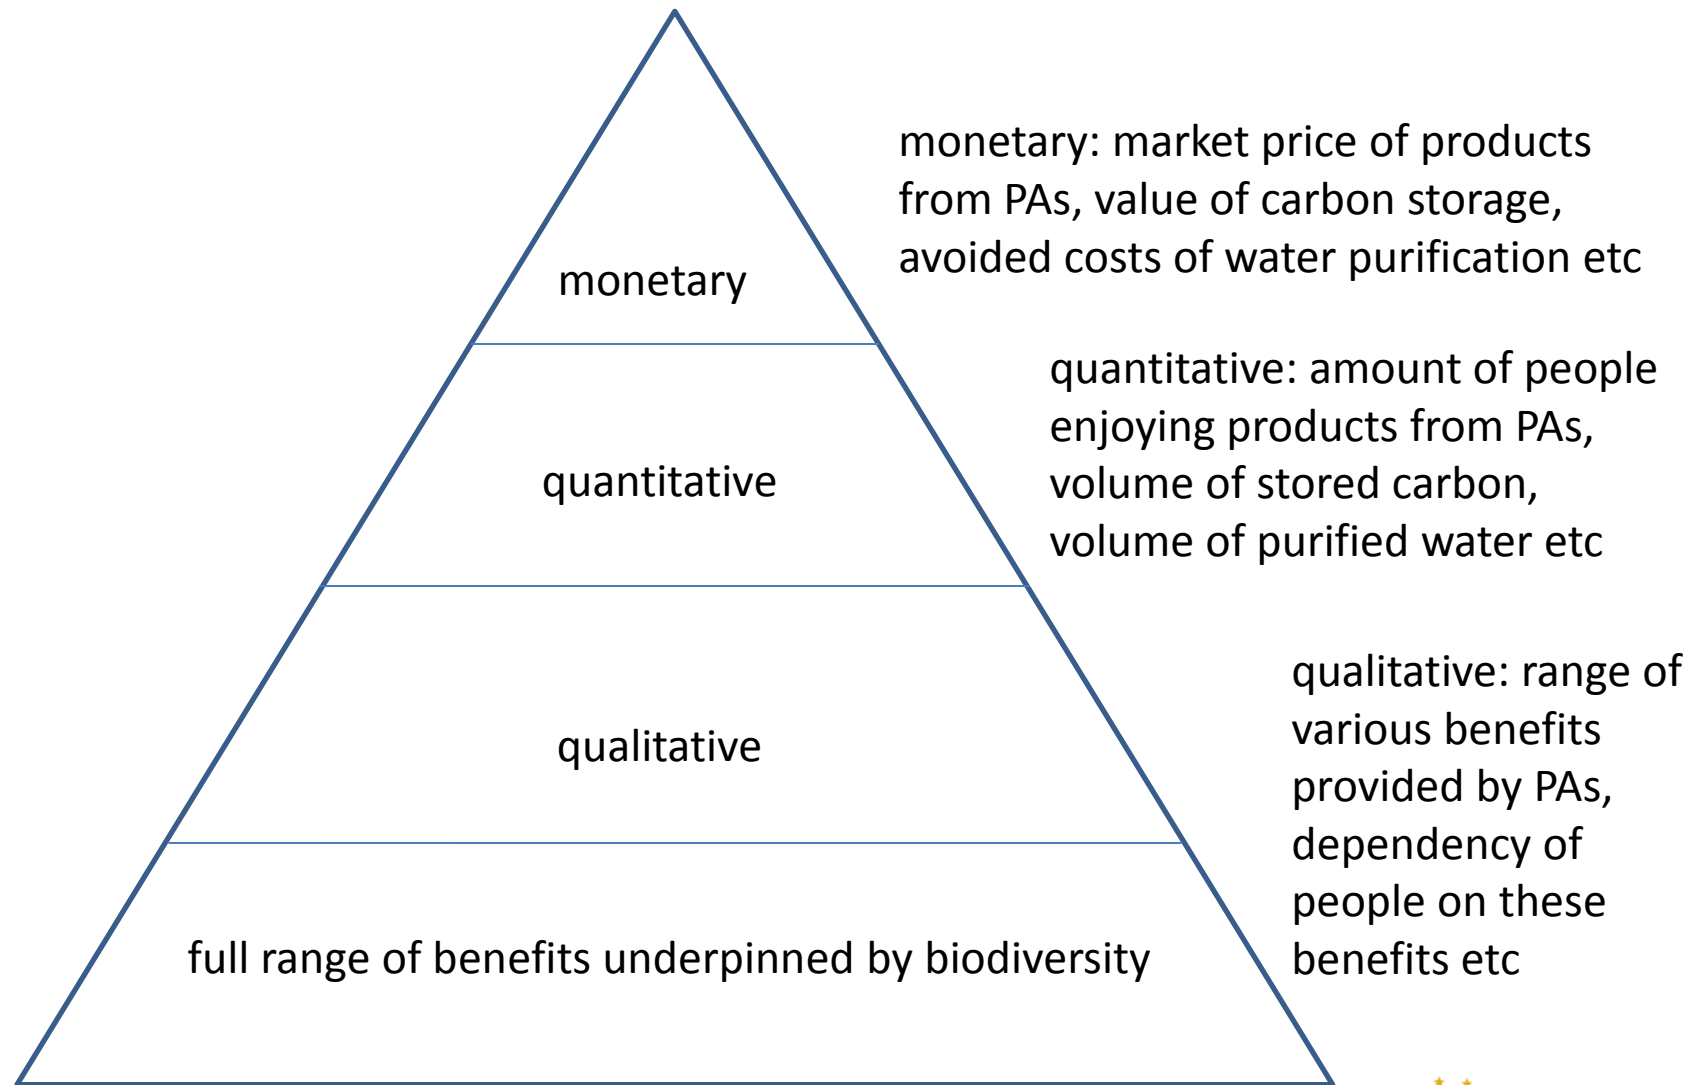 monetary: market price of products
from PAs, value of carbon storage,
avoided costs of water purification etc
monetary
quantitative: amount of people
enjoying products from PAs,
volume of stored carbon,
volume of purified water etc
quantitative
qualitative: range of
various benefits
provided by PAs,
dependency of
people on these
benefits etc
qualitative
full range of benefits underpinned by biodiversity